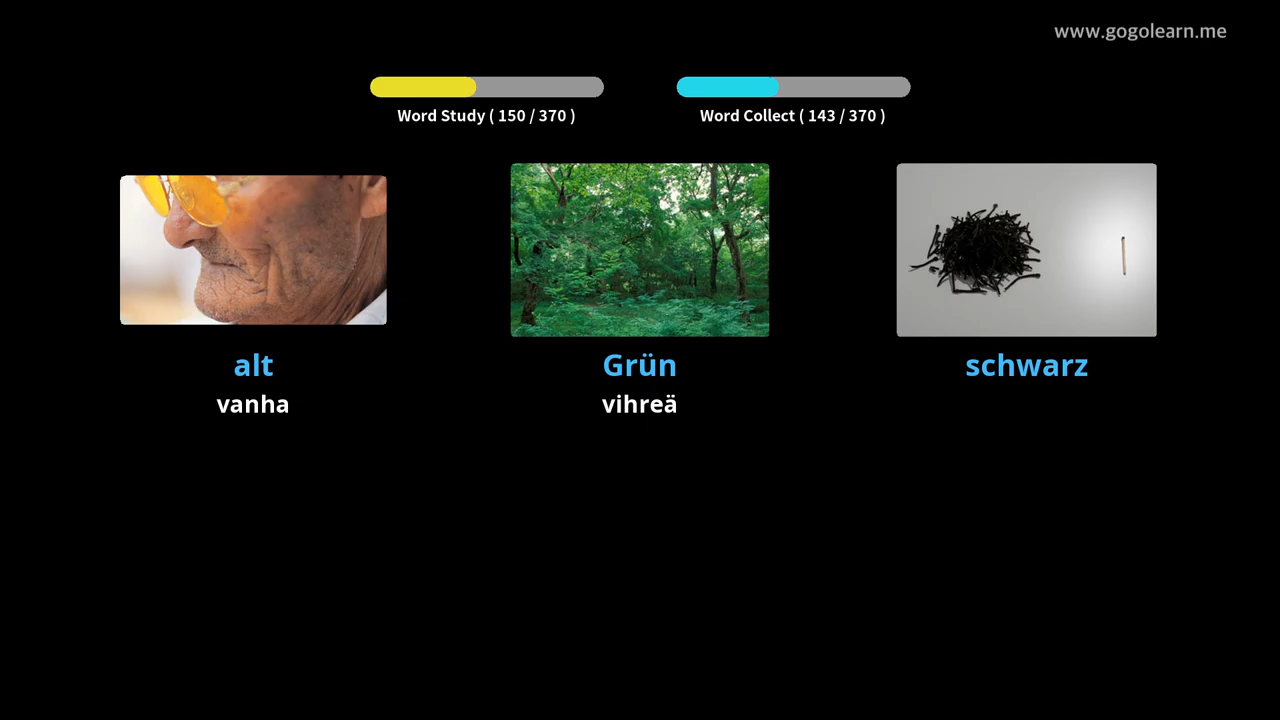 www.gogolearn.me
Word Study ( 150 / 370 )
Word Collect ( 143 / 370 )
alt
Grün
schwarz
vanha
vihreä